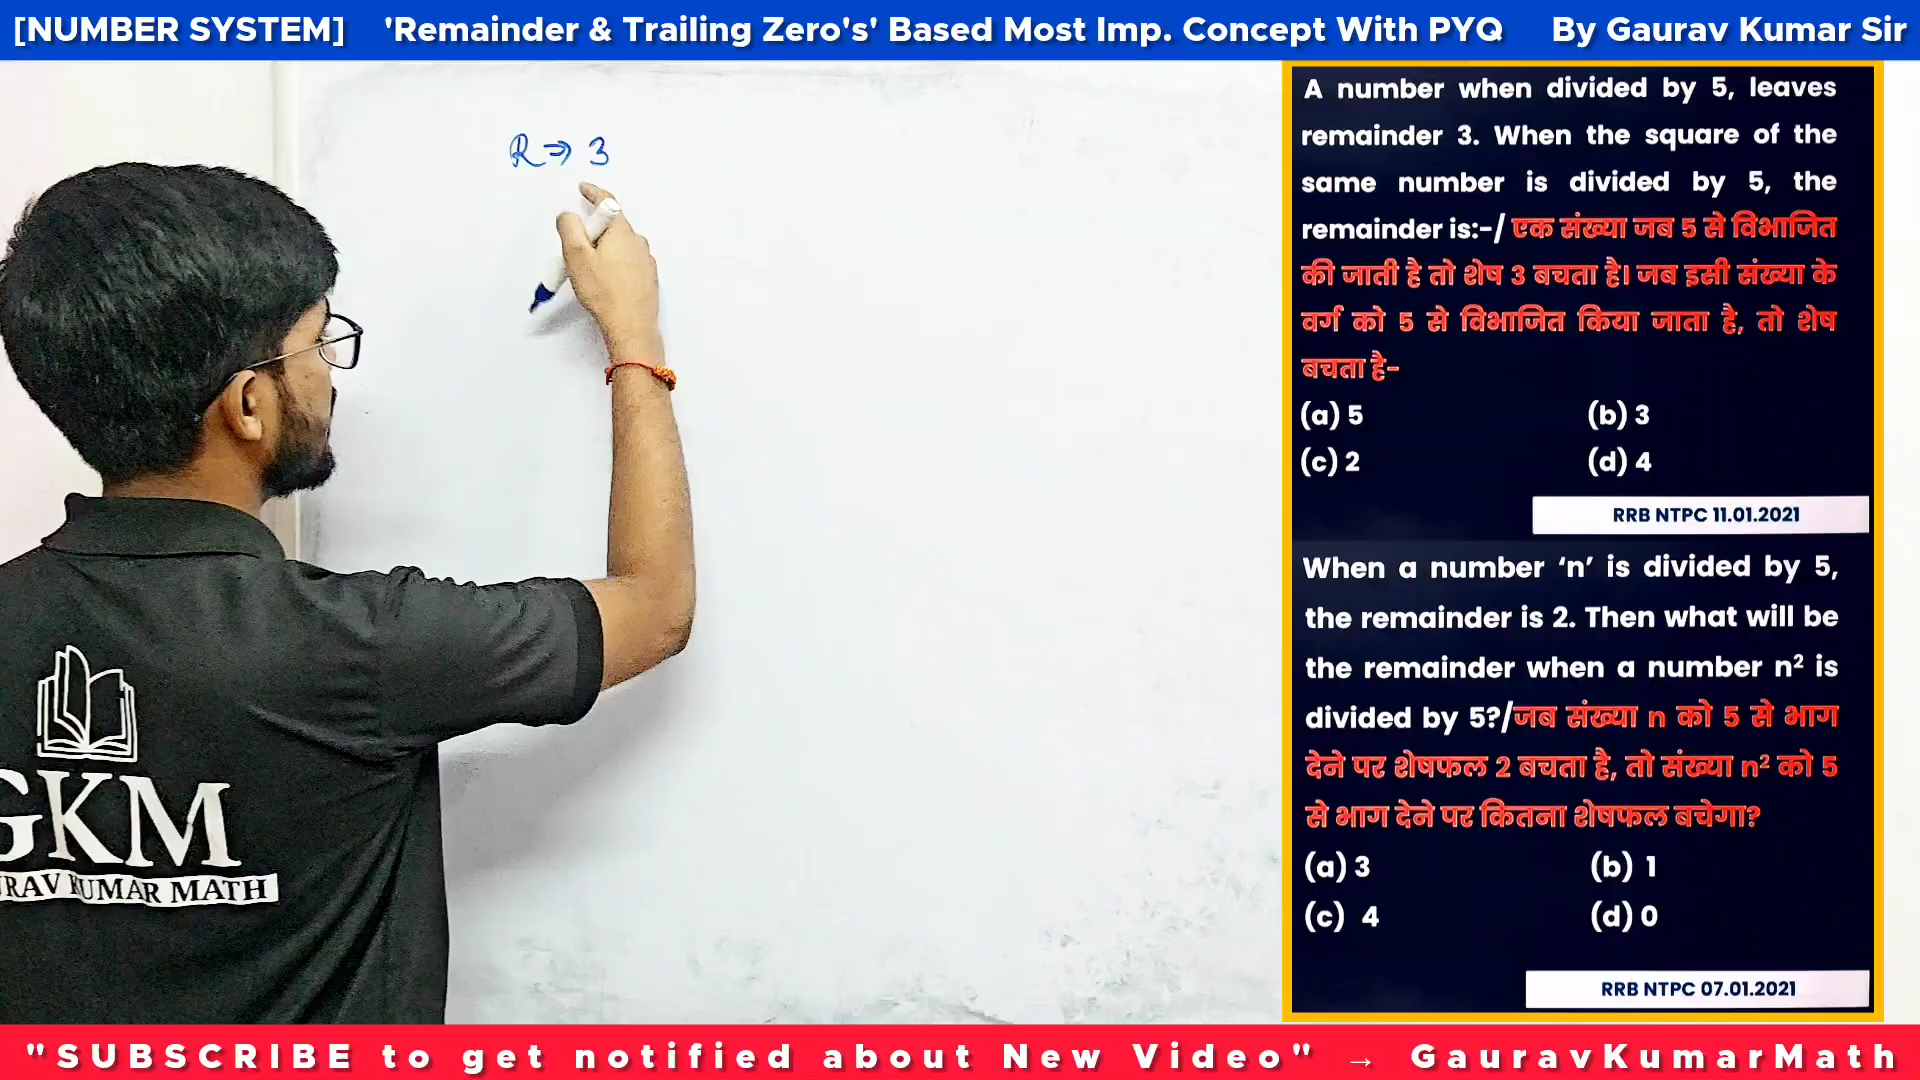 [NUMBER SYSTEM] 'Remainder & Trailing Zero's' Based Most Imp. Concept With PYQ By Gaurav Kumar Sir
R ⇒ 3
GKM
URAV KUMAR MATH
A number when divided by 5, leaves
remainder 3. When the square of the
same number is divided by 5, the
remainder is:-/ एक संख्या जब 5 से विभाजित
की जाती है तो शेष 3 बचता है। जब इसी संख्या के
वर्ग को 5 से विभाजित किया जाता है, तो शेष
बचता है-
(a) 5 (b) 3
(c) 2 (d) 4
RRB NTPC 11.01.2021
When a number ‘n’ is divided by 5,
the remainder is 2. Then what will be
the remainder when a number n² is
divided by 5?/जब संख्या n को 5 से भाग
देने पर शेषफल 2 बचता है, तो संख्या n² को 5
से भाग देने पर कितना शेषफल बचेगा?
(a) 3 (b) 1
(c) 4 (d) 0
RRB NTPC 07.01.2021
"SUBSCRIBE to get notified about New Video" → GauravKumarMath